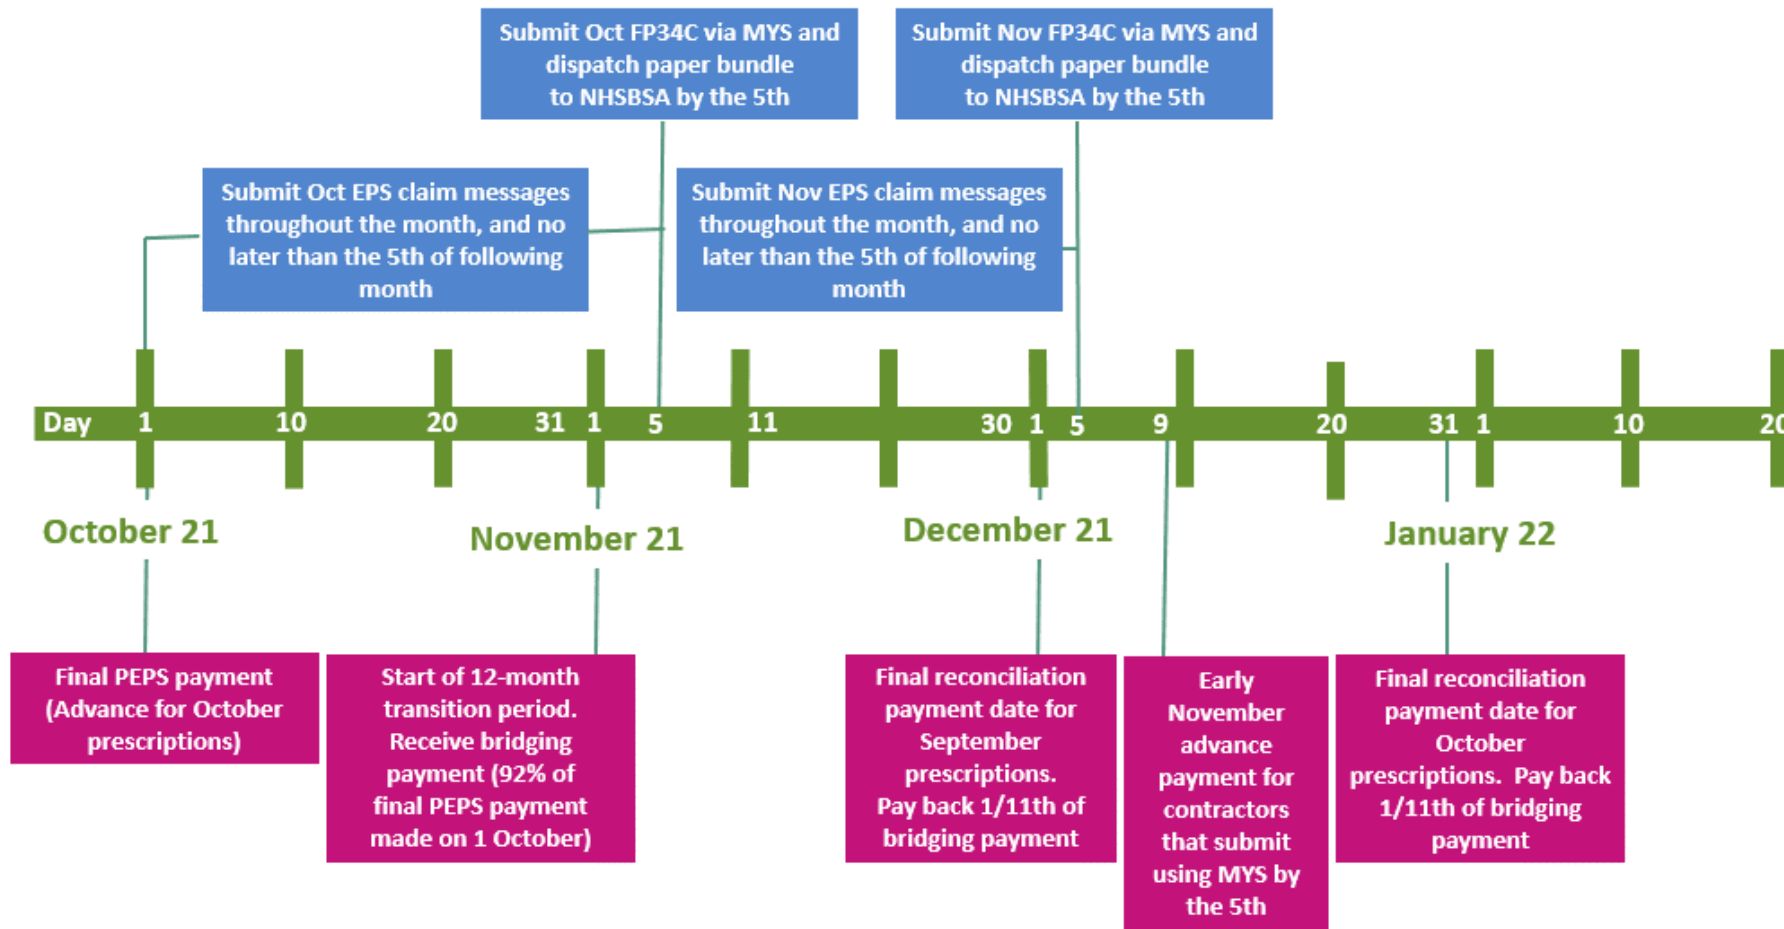 Submit Oct FP34C via MYS and
dispatch paper bundle
to NHSBSA by the 5th
Submit Nov FP34C via MYS and
dispatch paper bundle
to NHSBSA by the 5th
Submit Oct EPS claim messages
throughout the month, and no
later than the 5th of following
month
Submit Nov EPS claim messages
throughout the month, and no
later than the 5th of following
month
Day 1 10 20 31 1 5 11 30 1 5 9 20 31 1 10 20
October 21
November 21
December 21
January 22
Final PEPS payment
(Advance for October
prescriptions)
Start of 12-month
transition period.
Receive bridging
payment (92% of
final PEPS payment
made on 1 October)
Final reconciliation
payment date for
September
prescriptions.
Pay back 1/11th of
bridging payment
Early
November
advance
payment for
contractors
that submit
using MYS by
the 5th
Final reconciliation
payment date for
October
prescriptions. Pay back
1/11th of bridging
payment